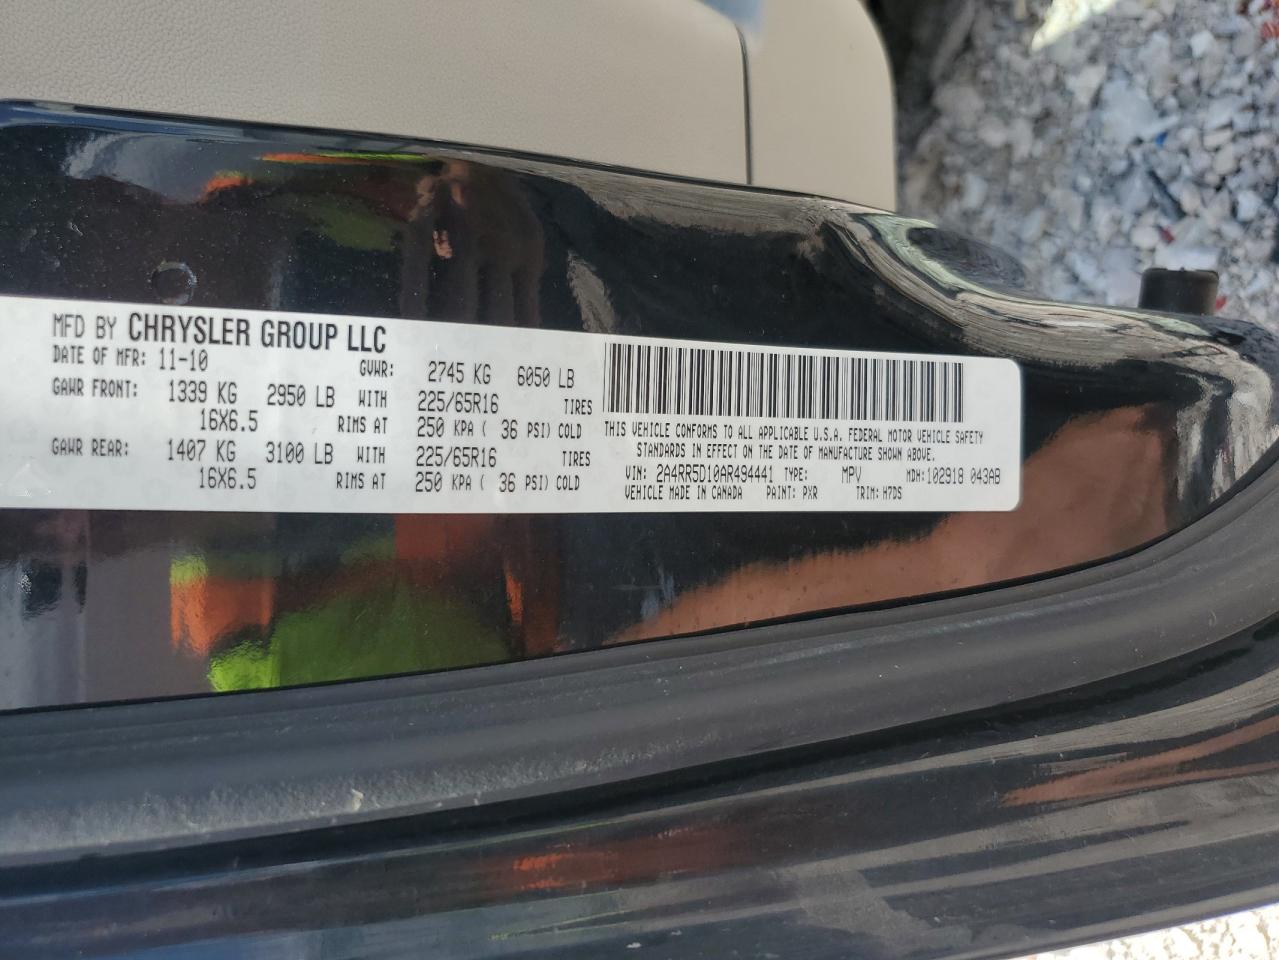 MFD BY CHRYSLER GROUP LLC
DATE OF MFR: 11-10 GVWR: 2745 KG 6050 LB
GAWR FRONT: 1339 KG 2950 LB WITH 225/65R16 TIRES
16X6.5 RIMS AT 250 KPA ( 36 PSI) COLD
GAWR REAR: 1407 KG 3100 LB WITH 225/65R16 TIRES
16X6.5 RIMS AT 250 KPA ( 36 PSI) COLD
THIS VEHICLE CONFORMS TO ALL APPLICABLE U.S.A. FEDERAL MOTOR VEHICLE SAFETY
STANDARDS IN EFFECT ON THE DATE OF MANUFACTURE SHOWN ABOVE.
VIN: 2A4RR5D10AR494441 TYPE: MPV MDH:102918 043AB
VEHICLE MADE IN CANADA PAINT: PXR TRIM: H7DS